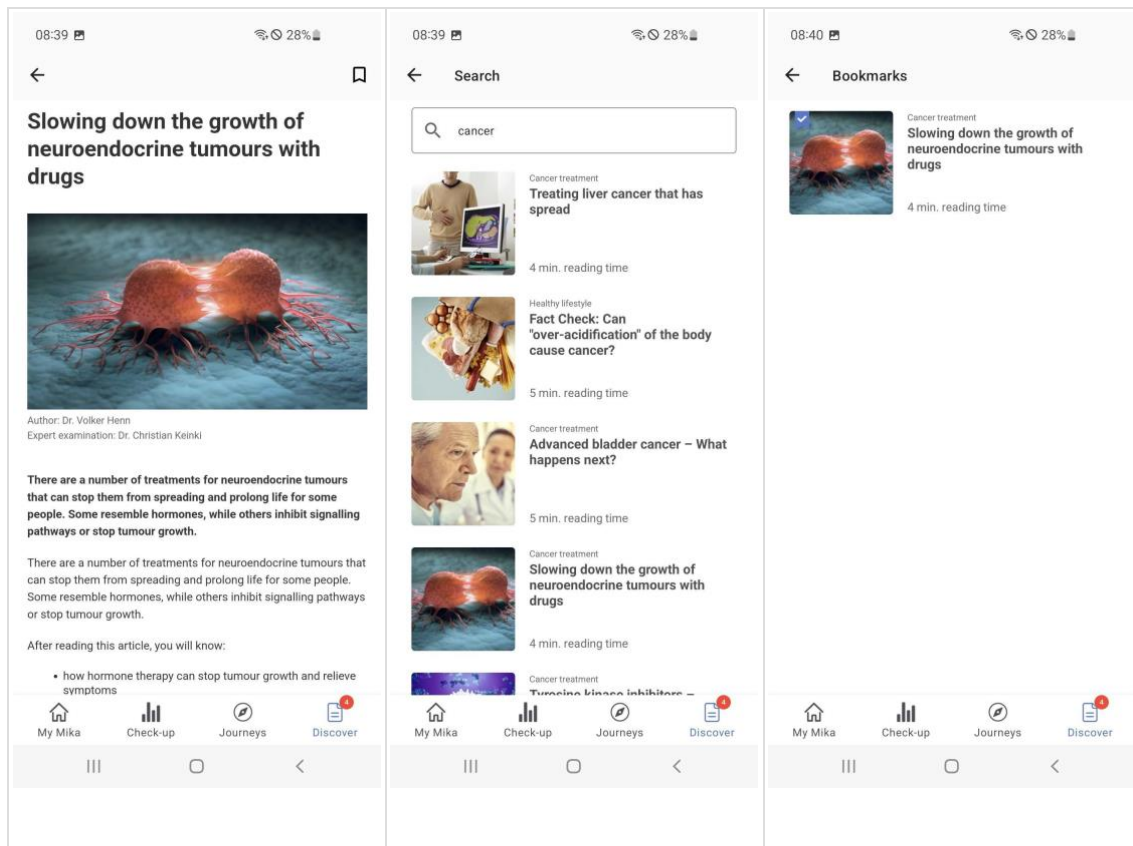 08:39 28%
Slowing down the growth of
neuroendocrine tumours with
drugs
Author: Dr. Volker Henn
Expert examination: Dr. Christian Keinki
There are a number of treatments for neuroendocrine tumours
that can stop them from spreading and prolong life for some
people. Some resemble hormones, while others inhibit signalling
pathways or stop tumour growth.
There are a number of treatments for neuroendocrine tumours that
can stop them from spreading and prolong life for some people.
Some resemble hormones, while others inhibit signalling pathways
or stop tumour growth.
After reading this article, you will know:
• how hormone therapy can stop tumour growth and relieve
symptoms
4
My Mika Check-up Journeys Discover
08:39 28%
Search
cancer
Cancer treatment
Treating liver cancer that has
spread
4 min. reading time
Healthy lifestyle
Fact Check: Can
"over-acidification" of the body
cause cancer?
5 min. reading time
Cancer treatment
Advanced bladder cancer – What
happens next?
5 min. reading time
Cancer treatment
Slowing down the growth of
neuroendocrine tumours with
drugs
4 min. reading time
Cancer treatment
Tyrosine kinase inhibitors –
4
My Mika Check-up Journeys Discover
08:40 28%
Bookmarks
Cancer treatment
Slowing down the growth of
neuroendocrine tumours with
drugs
4 min. reading time
4
My Mika Check-up Journeys Discover